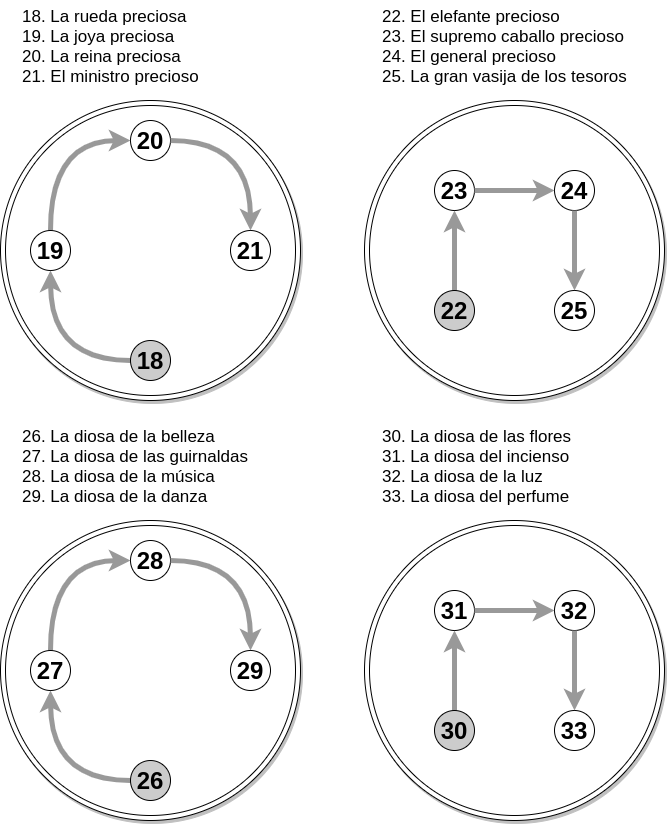 18. La rueda preciosa
19. La joya preciosa
20. La reina preciosa
21. El ministro precioso
22. El elefante precioso
23. El supremo caballo precioso
24. El general precioso
25. La gran vasija de los tesoros
20
19
21
18
23
24
22
25
26. La diosa de la belleza
27. La diosa de las guirnaldas
28. La diosa de la música
29. La diosa de la danza
30. La diosa de las flores
31. La diosa del incienso
32. La diosa de la luz
33. La diosa del perfume
28
27
29
26
31
32
30
33